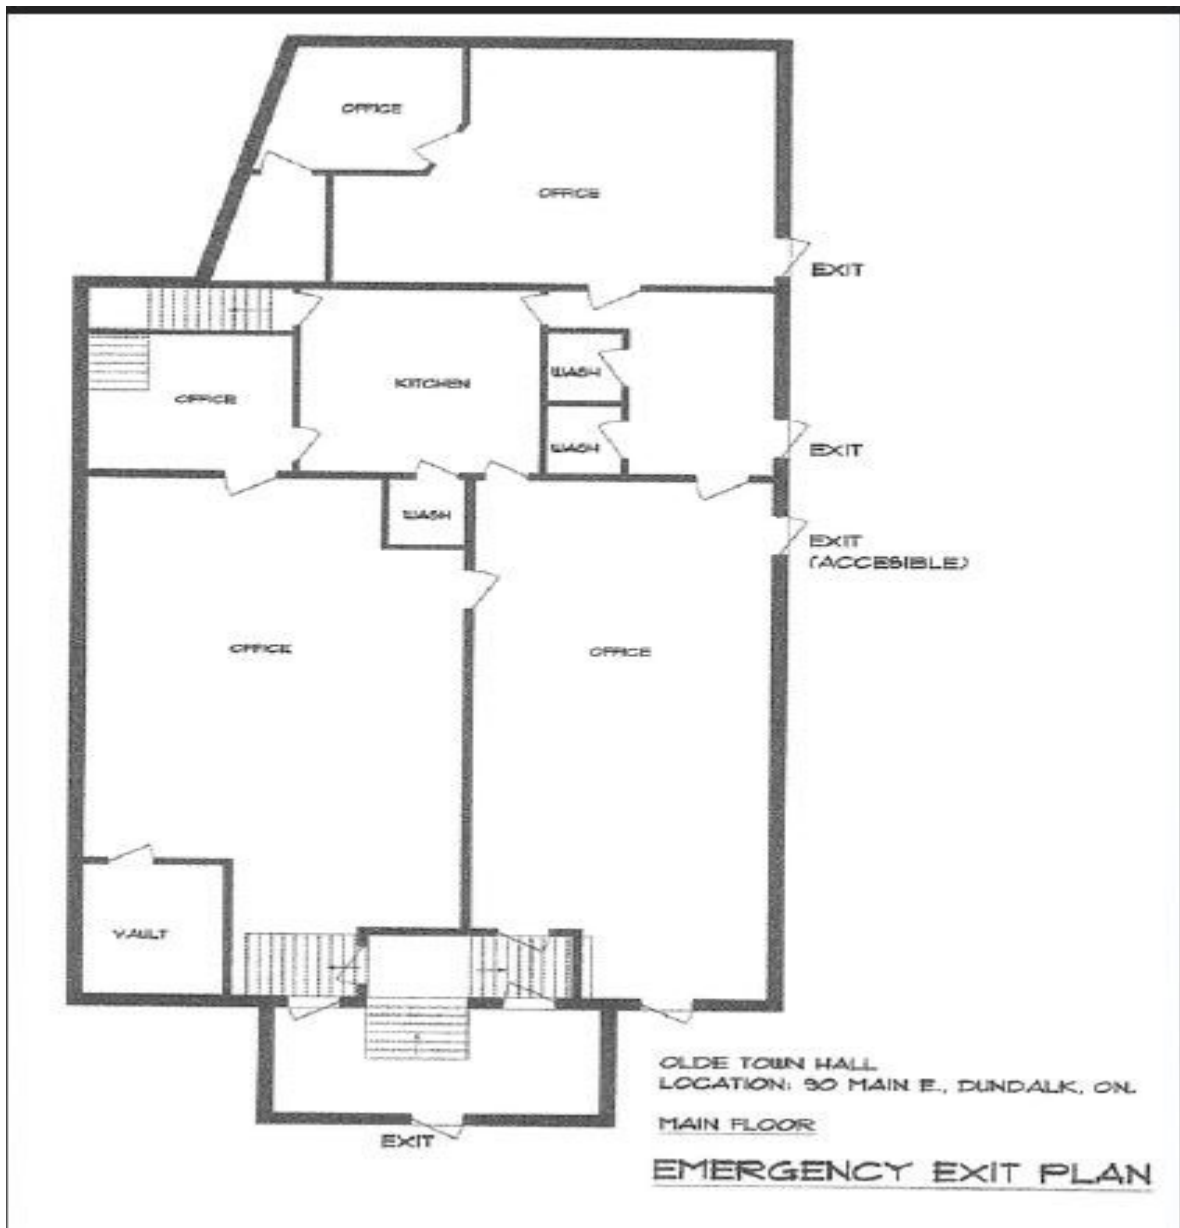 OFFICE
OFFICE
EXIT
WASH
KITCHEN
OFFICE
WASH
EXIT
WASH
EXIT
(ACCESIBLE)
OFFICE
OFFICE
VAULT
OLDE TOWN HALL
LOCATION: 90 MAIN E., DUNDALK, ON.
MAIN FLOOR
EXIT
EMERGENCY EXIT PLAN